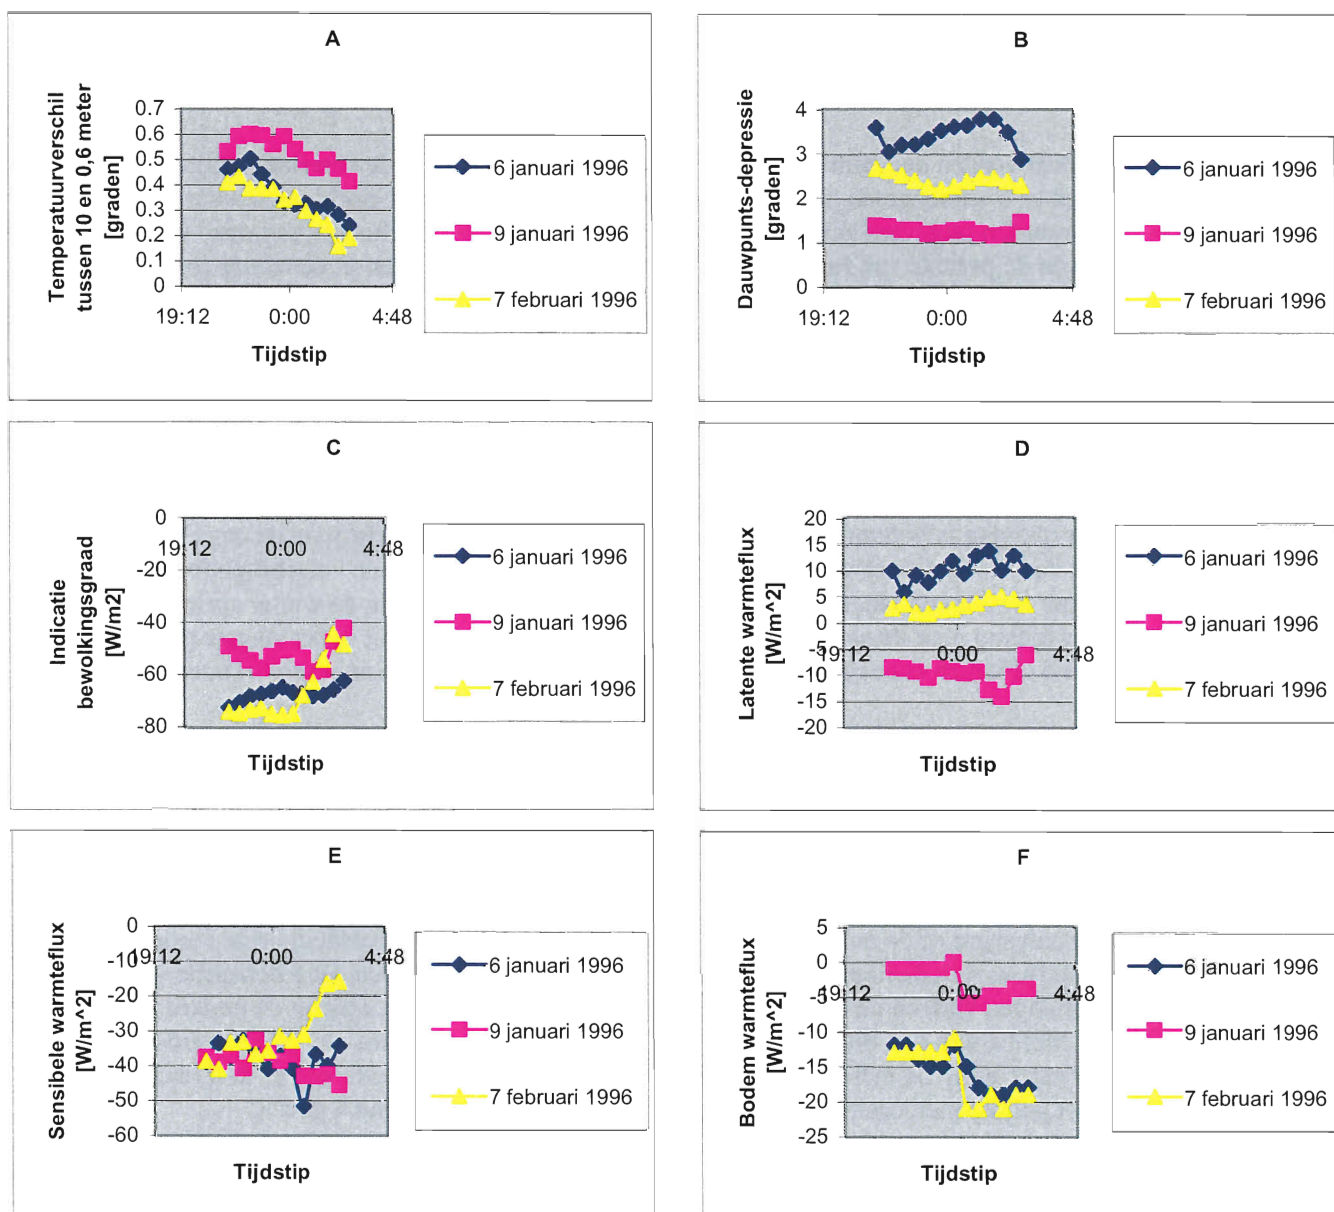 A
Temperatuurverschil
tussen 10 en 0,6 meter
[graden]
0.7
0.6
0.5
0.4
0.3
0.2
0.1
0
19:12
0:00
4:48
Tijdstip
6 januari 1996
9 januari 1996
7 februari 1996
B
Dauwpunts-depressie
[graden]
4
3
2
1
0
19:12
0:00
4:48
Tijdstip
6 januari 1996
9 januari 1996
7 februari 1996
C
Indicatie
bewolkingsgraad
[W/m2]
0
-20
-40
-60
-80
19:12
0:00
4:48
Tijdstip
6 januari 1996
9 januari 1996
7 februari 1996
D
Latente warmteflux
[W/m^2]
20
15
10
5
0
-5
-10
-15
-20
19:12
0:00
4:48
Tijdstip
6 januari 1996
9 januari 1996
7 februari 1996
E
Sensibele warmteflux
[W/m^2]
0
-10
-20
-30
-40
-50
-60
19:12
0:00
4:48
Tijdstip
6 januari 1996
9 januari 1996
7 februari 1996
F
Bodem warmteflux
[W/m^2]
5
0
-5
-10
-15
-20
-25
19:12
0:00
4:48
Tijdstip
6 januari 1996
9 januari 1996
7 februari 1996